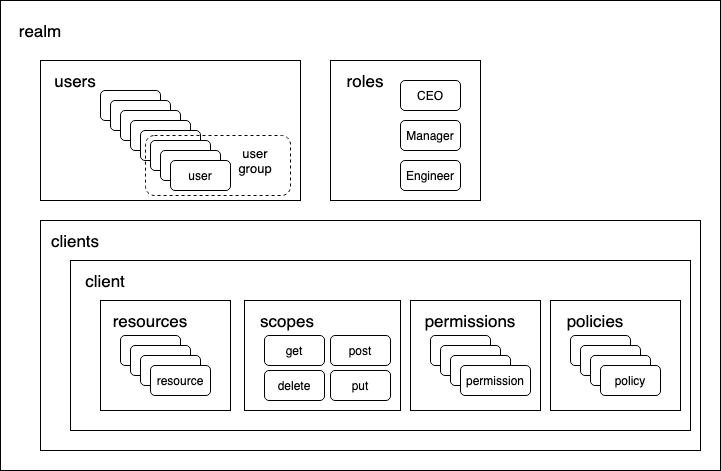 realm
users
user
group
user
roles
CEO
Manager
Engineer
clients
client
resources
resource
scopes
get
post
delete
put
permissions
permission
policies
policy